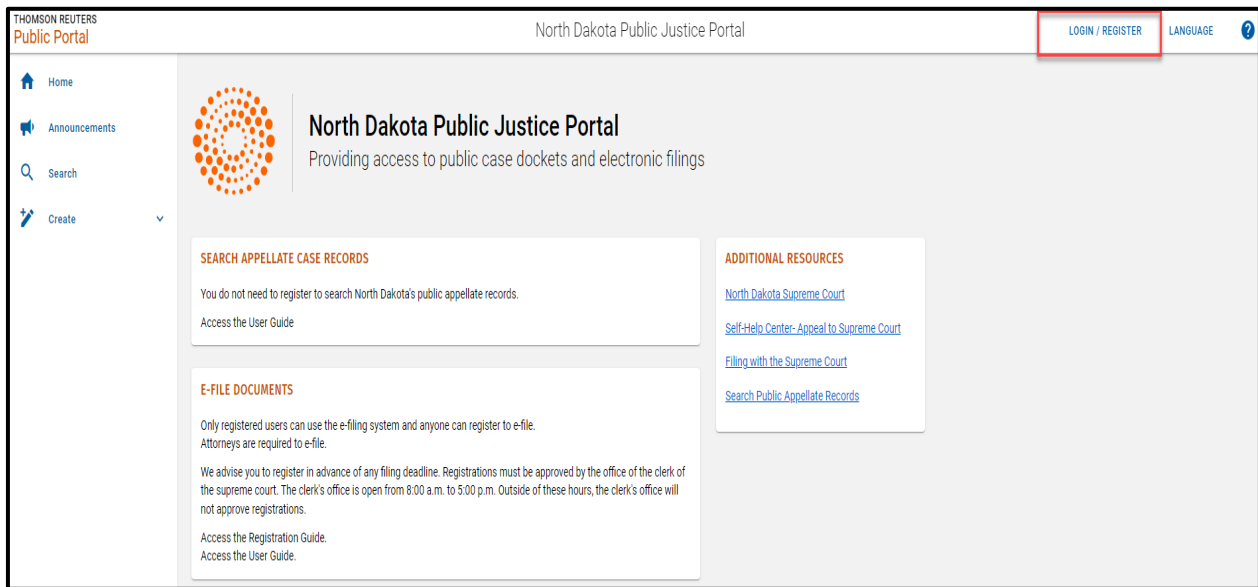 THOMSON REUTERS
Public Portal
North Dakota Public Justice Portal
LOGIN / REGISTER
LANGUAGE
?
Home
Announcements
Search
Create
North Dakota Public Justice Portal
Providing access to public case dockets and electronic filings
SEARCH APPELLATE CASE RECORDS
You do not need to register to search North Dakota's public appellate records.
Access the User Guide
E-FILE DOCUMENTS
Only registered users can use the e-filing system and anyone can register to e-file.
Attorneys are required to e-file.
We advise you to register in advance of any filing deadline. Registrations must be approved by the office of the clerk of
the supreme court. The clerk's office is open from 8:00 a.m. to 5:00 p.m. Outside of these hours, the clerk's office will
not approve registrations.
Access the Registration Guide.
Access the User Guide.
ADDITIONAL RESOURCES
North Dakota Supreme Court
Self-Help Center- Appeal to Supreme Court
Filing with the Supreme Court
Search Public Appellate Records